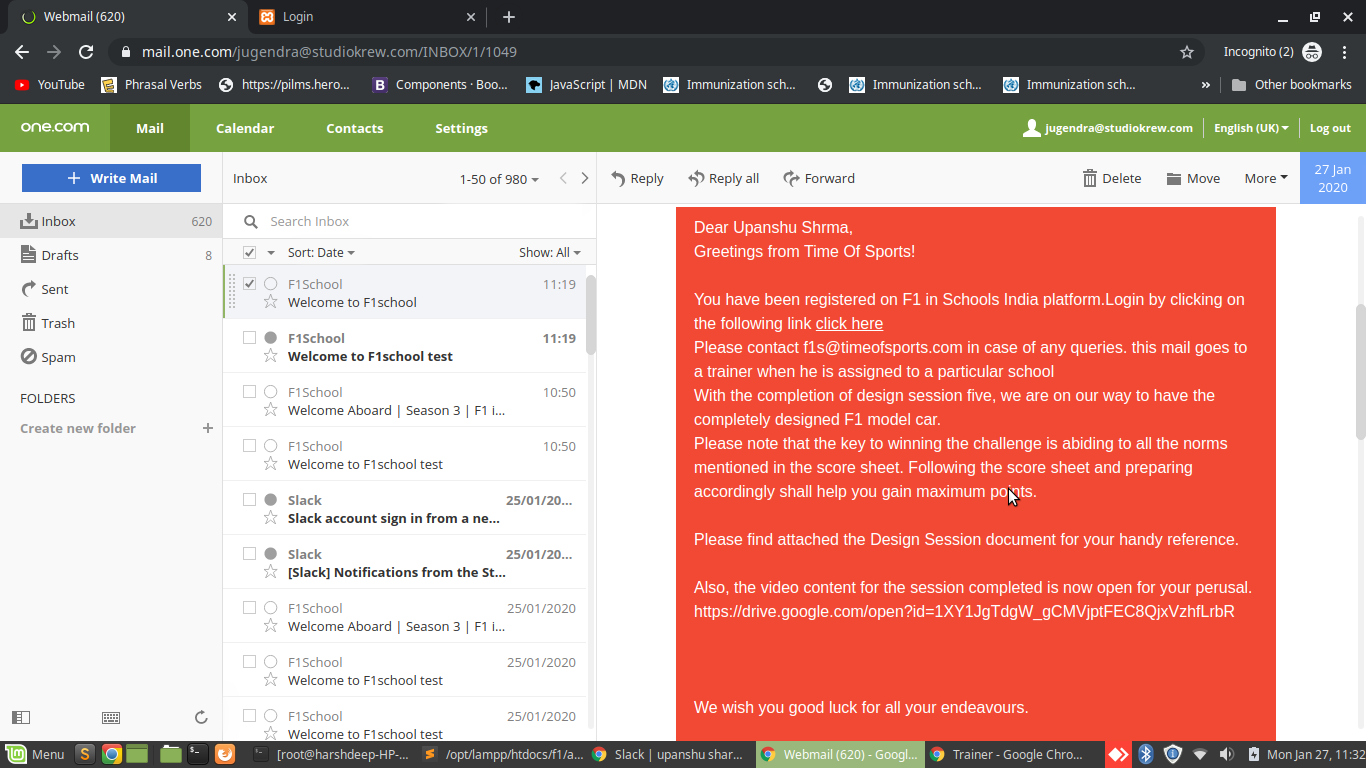 Webmail (620)
Login
mail.one.com/jugendra@studiokrew.com/INBOX/1/1049
Incognito (2)
YouTube
Phrasal Verbs
https://pilms.hero...
Components · Boo...
JavaScript | MDN
Immunization sch...
Immunization sch...
Immunization sch...
»
Other bookmarks
one.com
Mail
Calendar
Contacts
Settings
jugendra@studiokrew.com
English (UK)
Log out
+ Write Mail
Inbox
1-50 of 980
Reply
Reply all
Forward
Delete
Move
More
27 Jan
2020
Inbox 620
Drafts 8
Sent
Trash
Spam
FOLDERS
Create new folder +
Search Inbox
Sort: Date
Show: All
F1School 11:19
Welcome to F1school
F1School 11:19
Welcome to F1school test
F1School 10:50
Welcome Aboard | Season 3 | F1 i...
F1School 10:50
Welcome to F1school test
Slack 25/01/20...
Slack account sign in from a ne...
Slack 25/01/20...
[Slack] Notifications from the St...
F1School 25/01/2020
Welcome Aboard | Season 3 | F1 i...
F1School 25/01/2020
Welcome to F1school test
F1School 25/01/2020
Welcome to F1school test
Dear Upanshu Shrma,
Greetings from Time Of Sports!
You have been registered on F1 in Schools India platform.Login by clicking on
the following link click here
Please contact f1s@timeofsports.com in case of any queries. this mail goes to
a trainer when he is assigned to a particular school
With the completion of design session five, we are on our way to have the
completely designed F1 model car.
Please note that the key to winning the challenge is abiding to all the norms
mentioned in the score sheet. Following the score sheet and preparing
accordingly shall help you gain maximum points.
Please find attached the Design Session document for your handy reference.
Also, the video content for the session completed is now open for your perusal.
https://drive.google.com/open?id=1XY1JgTdgW_gCMVjptFEC8QjxVzhfLrbR
We wish you good luck for all your endeavours.
Menu
[root@harshdeep-HP-...
/opt/lampp/htdocs/f1/a...
Slack | upanshu shar...
Webmail (620) - Googl...
Trainer - Google Chro...
Mon Jan 27, 11:32